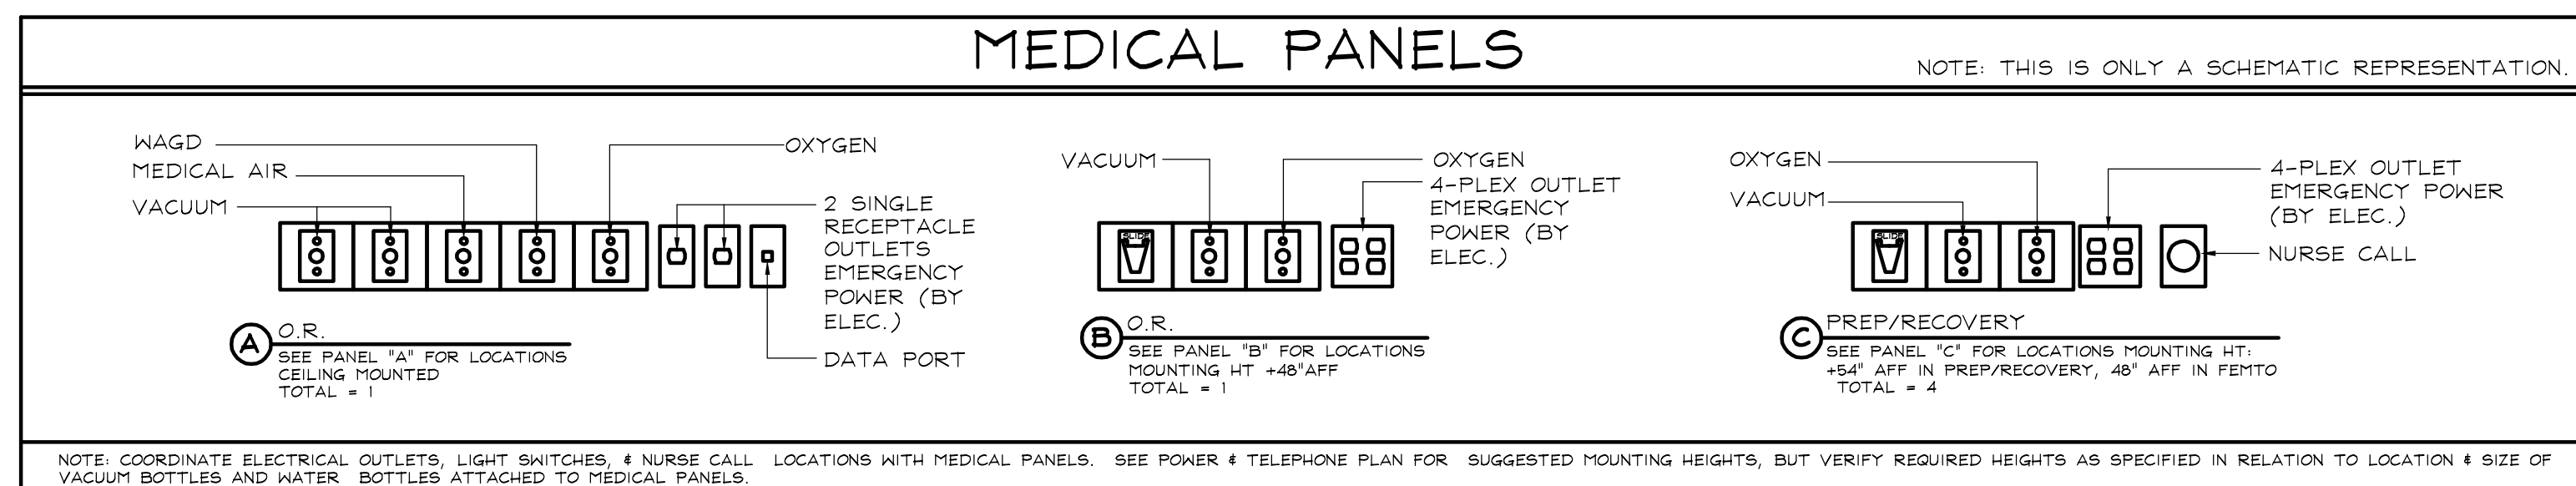 MEDICAL PANELS
NOTE: THIS IS ONLY A SCHEMATIC REPRESENTATION.
WAGD
MEDICAL AIR
VACUUM
OXYGEN
2 SINGLE
RECEPTACLE
OUTLETS
EMERGENCY
POWER (BY
ELEC.)
DATA PORT
A
O.R.
SEE PANEL "A" FOR LOCATIONS
CEILING MOUNTED
TOTAL = 1
VACUUM
OXYGEN
4-PLEX OUTLET
EMERGENCY
POWER (BY
ELEC.)
SLIDE
B
O.R.
SEE PANEL "B" FOR LOCATIONS
MOUNTING HT +48"AFF
TOTAL = 1
OXYGEN
VACUUM
4-PLEX OUTLET
EMERGENCY POWER
(BY ELEC.)
NURSE CALL
SLIDE
C
PREP/RECOVERY
SEE PANEL "C" FOR LOCATIONS MOUNTING HT:
+54" AFF IN PREP/RECOVERY, 48" AFF IN FEMTO
TOTAL = 4
NOTE: COORDINATE ELECTRICAL OUTLETS, LIGHT SWITCHES, & NURSE CALL LOCATIONS WITH MEDICAL PANELS. SEE POWER & TELEPHONE PLAN FOR SUGGESTED MOUNTING HEIGHTS, BUT VERIFY REQUIRED HEIGHTS AS SPECIFIED IN RELATION TO LOCATION & SIZE OF
VACUUM BOTTLES AND WATER BOTTLES ATTACHED TO MEDICAL PANELS.